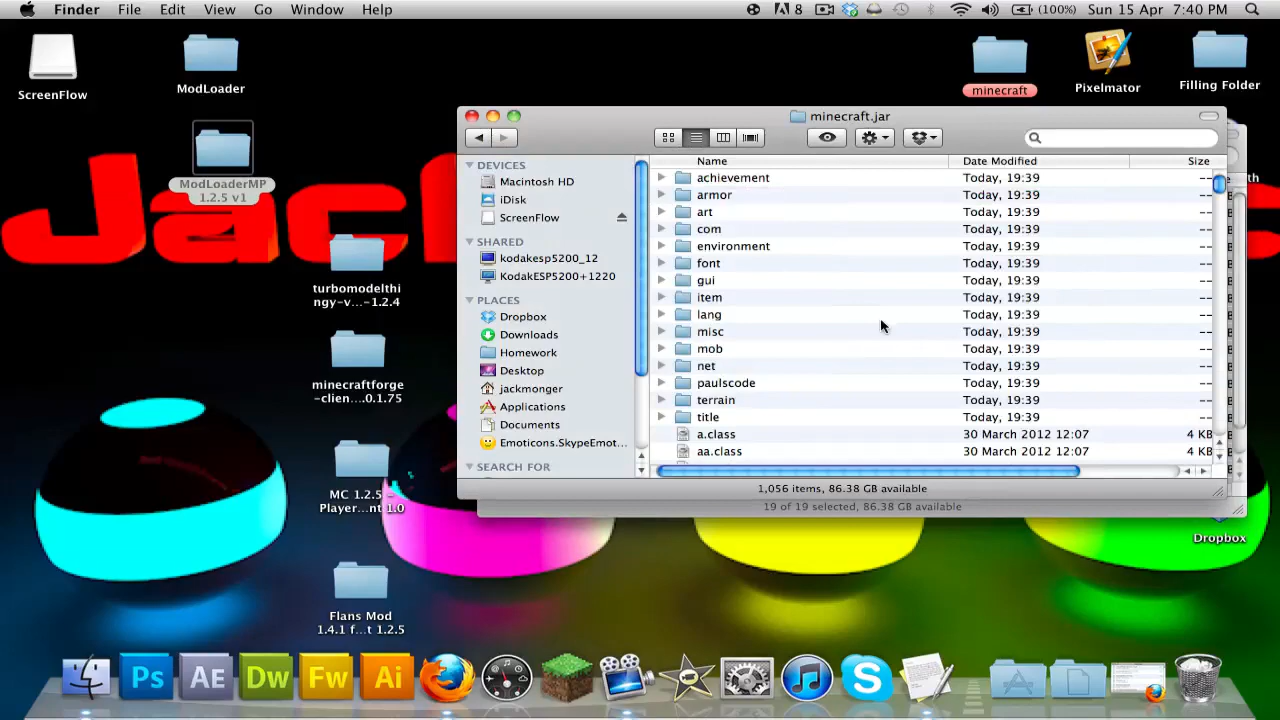 Finder File Edit View Go Window Help
8 (100%) Sun 15 Apr 7:40 PM
ScreenFlow
ModLoader
minecraft
Pixelmator
Filling Folder
ModLoaderMP
1.2.5 v1
Jack
turbomodelthi
ngy-v...-1.2.4
minecraftforge
-clien....0.1.75
MC 1.2.5 -
Player...nt 1.0
Flans Mod
1.4.1 f...t 1.2.5
minecraft.jar
DEVICES
Macintosh HD
iDisk
ScreenFlow
SHARED
kodakesp5200_12
KodakESP5200+1220
PLACES
Dropbox
Downloads
Homework
Desktop
jackmonger
Applications
Documents
Emoticons.SkypeEmot...
SEARCH FOR
Name Date Modified Size
achievement Today, 19:39 --
armor Today, 19:39 --
art Today, 19:39 --
com Today, 19:39 --
environment Today, 19:39 --
font Today, 19:39 --
gui Today, 19:39 --
item Today, 19:39 --
lang Today, 19:39 --
misc Today, 19:39 --
mob Today, 19:39 --
net Today, 19:39 --
paulscode Today, 19:39 --
terrain Today, 19:39 --
title Today, 19:39 --
a.class 30 March 2012 12:07 4 KB
aa.class 30 March 2012 12:07 4 KB
1,056 items, 86.38 GB available
19 of 19 selected, 86.38 GB available
Dropbox
Ps AE Dw Fw Ai